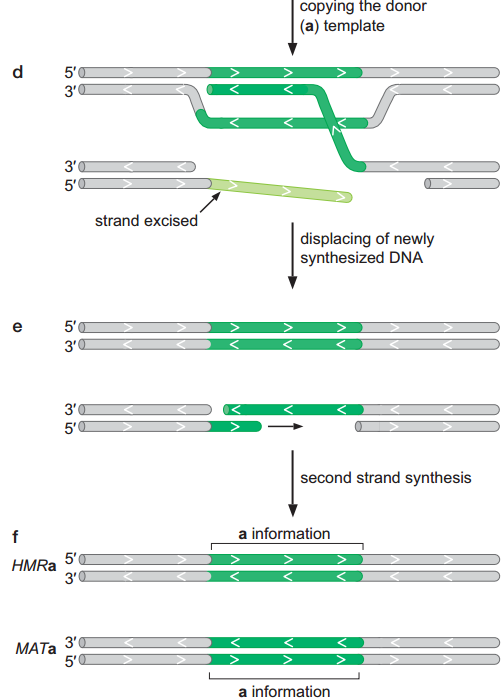 copying the donor
(a) template
d
5′
3′
3′
5′
strand excised
displacing of newly
synthesized DNA
e
5′
3′
3′
5′
second strand synthesis
f
a information
HMRa
5′
3′
MATa
3′
5′
a information